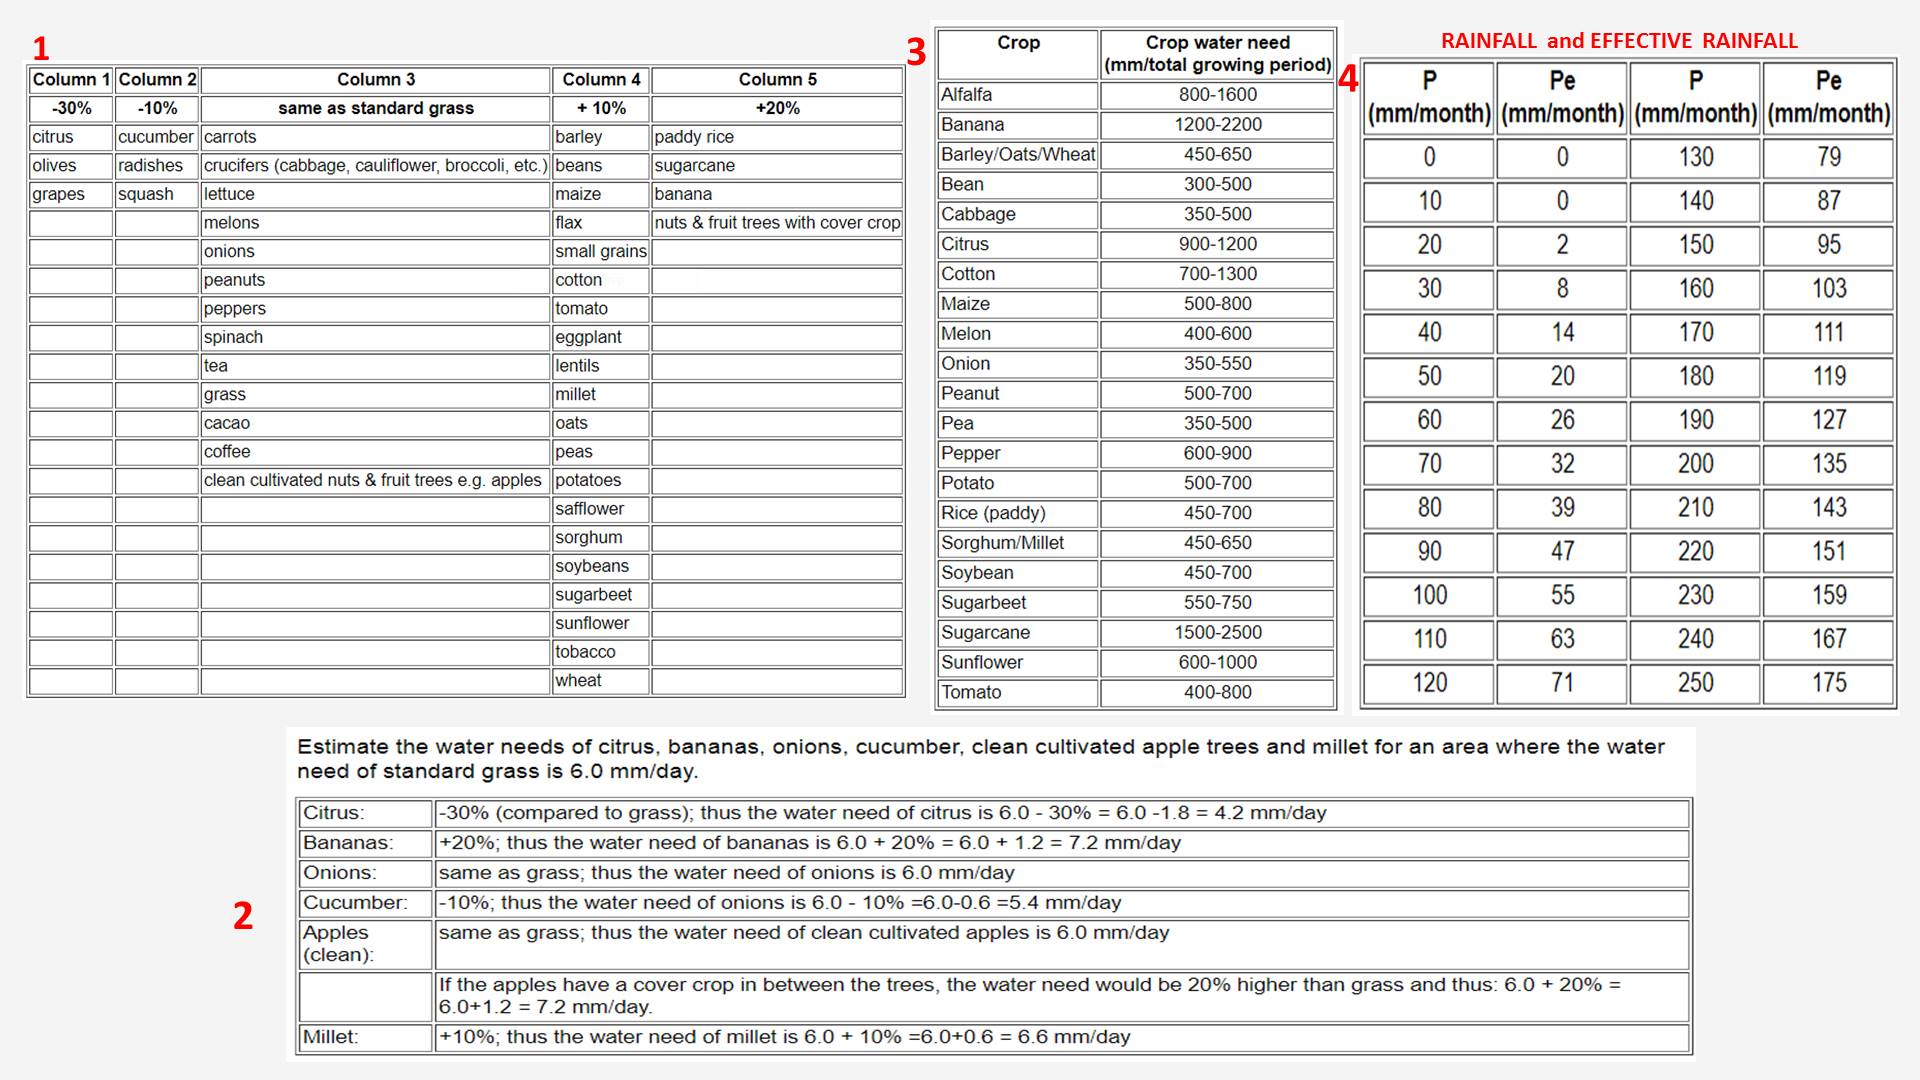 1
Column 1 Column 2 Column 3 Column 4 Column 5
-30% -10% same as standard grass + 10% +20%
citrus cucumber carrots barley paddy rice
olives radishes crucifers (cabbage, cauliflower, broccoli, etc.) beans sugarcane
grapes squash lettuce maize banana
melons flax nuts & fruit trees with cover crop
onions small grains
peanuts cotton
peppers tomato
spinach eggplant
tea lentils
grass millet
cacao oats
coffee peas
clean cultivated nuts & fruit trees e.g. apples potatoes
safflower
sorghum
soybeans
sugarbeet
sunflower
tobacco
wheat
3
Crop Crop water need
(mm/total growing period)
Alfalfa 800-1600
Banana 1200-2200
Barley/Oats/Wheat 450-650
Bean 300-500
Cabbage 350-500
Citrus 900-1200
Cotton 700-1300
Maize 500-800
Melon 400-600
Onion 350-550
Peanut 500-700
Pea 350-500
Pepper 600-900
Potato 500-700
Rice (paddy) 450-700
Sorghum/Millet 450-650
Soybean 450-700
Sugarbeet 550-750
Sugarcane 1500-2500
Sunflower 600-1000
Tomato 400-800
RAINFALL and EFFECTIVE RAINFALL
4
P Pe P Pe
(mm/month) (mm/month) (mm/month) (mm/month)
0 0 130 79
10 0 140 87
20 2 150 95
30 8 160 103
40 14 170 111
50 20 180 119
60 26 190 127
70 32 200 135
80 39 210 143
90 47 220 151
100 55 230 159
110 63 240 167
120 71 250 175
2
Estimate the water needs of citrus, bananas, onions, cucumber, clean cultivated apple trees and millet for an area where the water
need of standard grass is 6.0 mm/day.
Citrus: -30% (compared to grass); thus the water need of citrus is 6.0 - 30% = 6.0 -1.8 = 4.2 mm/day
Bananas: +20%; thus the water need of bananas is 6.0 + 20% = 6.0 + 1.2 = 7.2 mm/day
Onions: same as grass; thus the water need of onions is 6.0 mm/day
Cucumber: -10%; thus the water need of onions is 6.0 - 10% =6.0-0.6 =5.4 mm/day
Apples same as grass; thus the water need of clean cultivated apples is 6.0 mm/day
(clean):
If the apples have a cover crop in between the trees, the water need would be 20% higher than grass and thus: 6.0 + 20% =
6.0+1.2 = 7.2 mm/day.
Millet: +10%; thus the water need of millet is 6.0 + 10% =6.0+0.6 = 6.6 mm/day